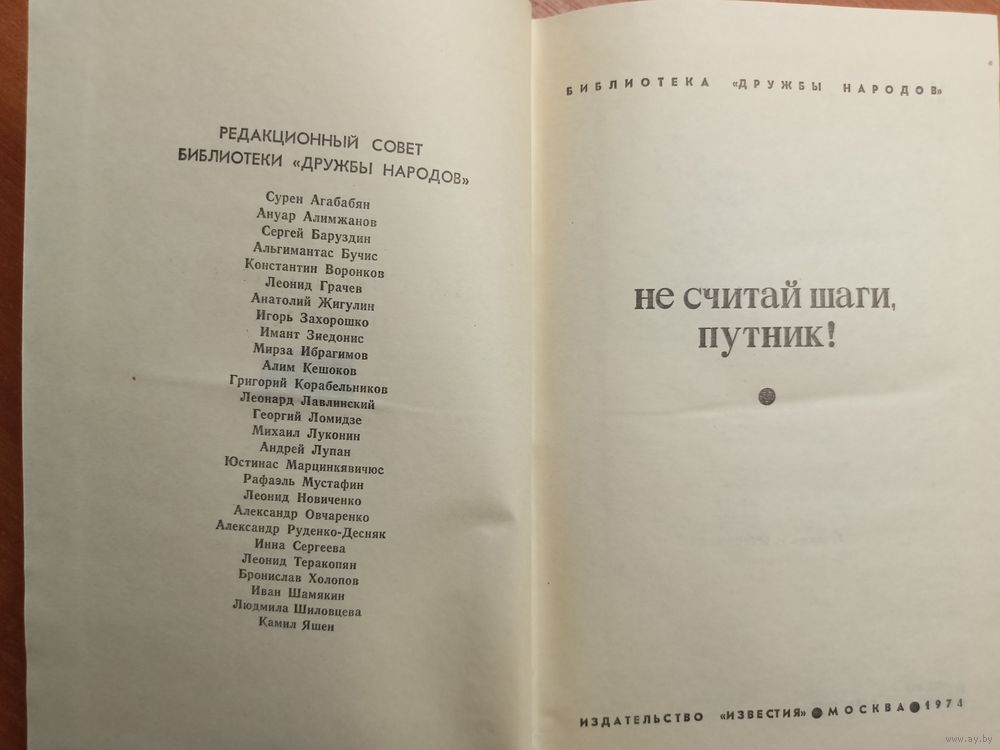 РЕДАКЦИОННЫЙ СОВЕТ
БИБЛИОТЕКИ «ДРУЖБЫ НАРОДОВ»
Сурен Агабабян
Ануар Алимжанов
Сергей Баруздин
Альгимантас Бучис
Константин Воронков
Леонид Грачев
Анатолий Жигулин
Игорь Захорошко
Имант Зиедонис
Мирза Ибрагимов
Алим Кешоков
Григорий Корабельников
Леонард Лавлинский
Георгий Ломидзе
Михаил Луконин
Андрей Лупан
Юстинас Марцинкявичюс
Рафаэль Мустафин
Леонид Новиченко
Александр Овчаренко
Александр Руденко-Десняк
Инна Сергеева
Леонид Теракопян
Бронислав Холопов
Иван Шамякин
Людмила Шиловцева
Камил Яшен
БИБЛИОТЕКА «ДРУЖБЫ НАРОДОВ»
не считай шаги,
путник!
ИЗДАТЕЛЬСТВО «ИЗВЕСТИЯ» ● МОСКВА ● 1974
www.ay.by